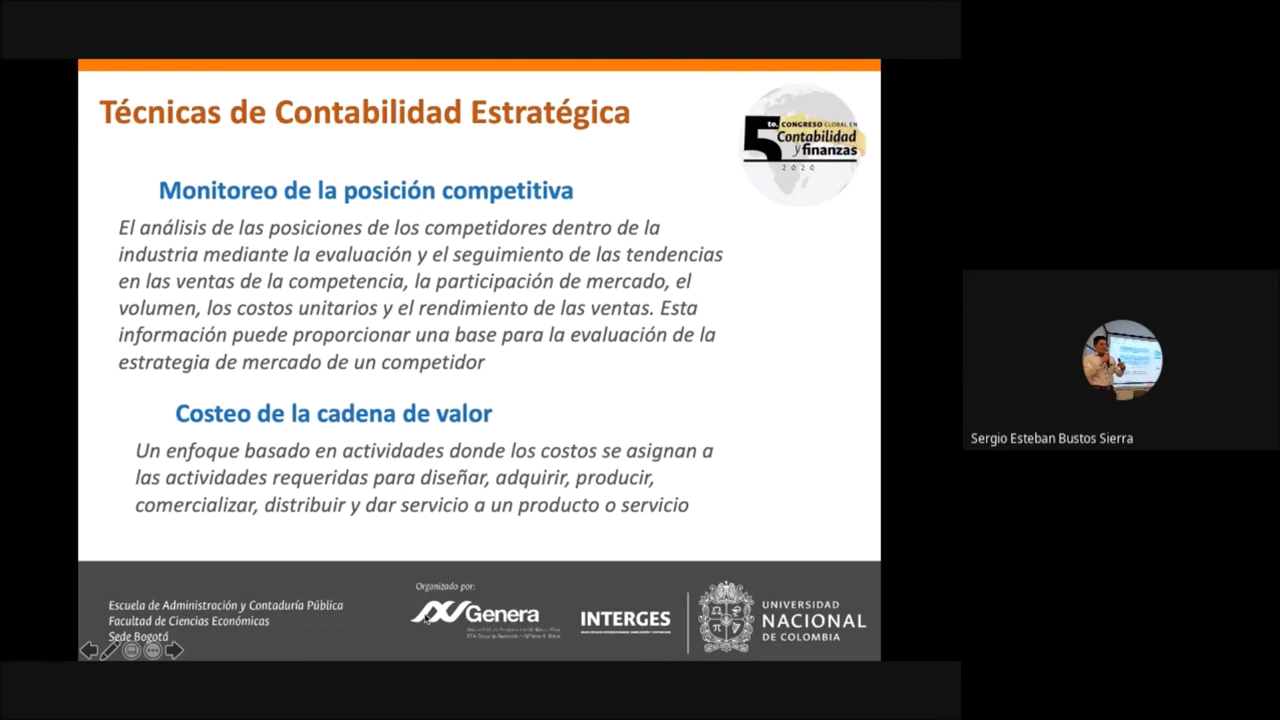 Técnicas de Contabilidad Estratégica
5to. CONGRESO GLOBAL EN
Contabilidad
y finanzas
2020
Monitoreo de la posición competitiva
El análisis de las posiciones de los competidores dentro de la
industria mediante la evaluación y el seguimiento de las tendencias
en las ventas de la competencia, la participación de mercado, el
volumen, los costos unitarios y el rendimiento de las ventas. Esta
información puede proporcionar una base para la evaluación de la
estrategia de mercado de un competidor
Costeo de la cadena de valor
Un enfoque basado en actividades donde los costos se asignan a
las actividades requeridas para diseñar, adquirir, producir,
comercializar, distribuir y dar servicio a un producto o servicio
Sergio Esteban Bustos Sierra
Escuela de Administración y Contaduría Pública
Facultad de Ciencias Económicas
Sede Bogotá
Organizado por:
Genera
INTERGES
UNIVERSIDAD
NACIONAL
DE COLOMBIA